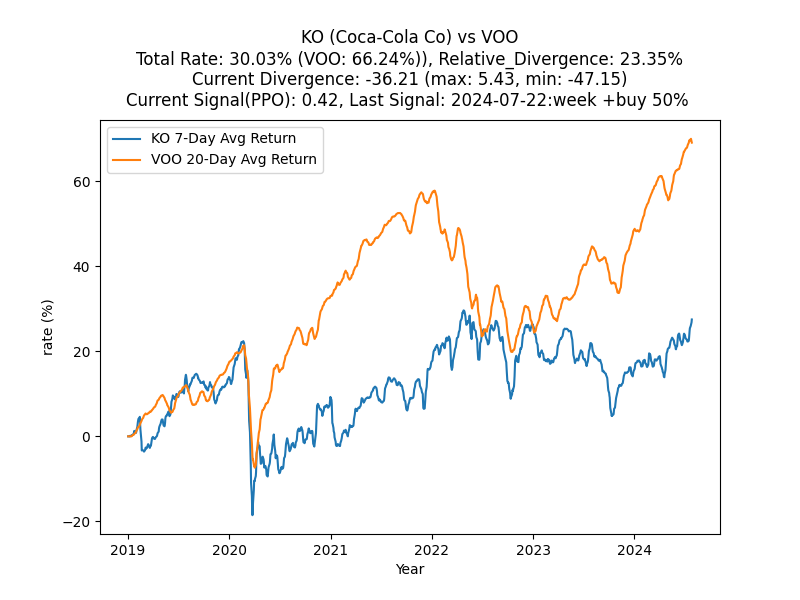 KO (Coca-Cola Co) vs VOO
Total Rate: 30.03% (VOO: 66.24%)), Relative_Divergence: 23.35%
Current Divergence: -36.21 (max: 5.43, min: -47.15)
Current Signal(PPO): 0.42, Last Signal: 2024-07-22:week +buy 50%
KO 7-Day Avg Return
VOO 20-Day Avg Return
rate (%)
60
40
20
0
−20
2019
2020
2021
2022
2023
2024
Year